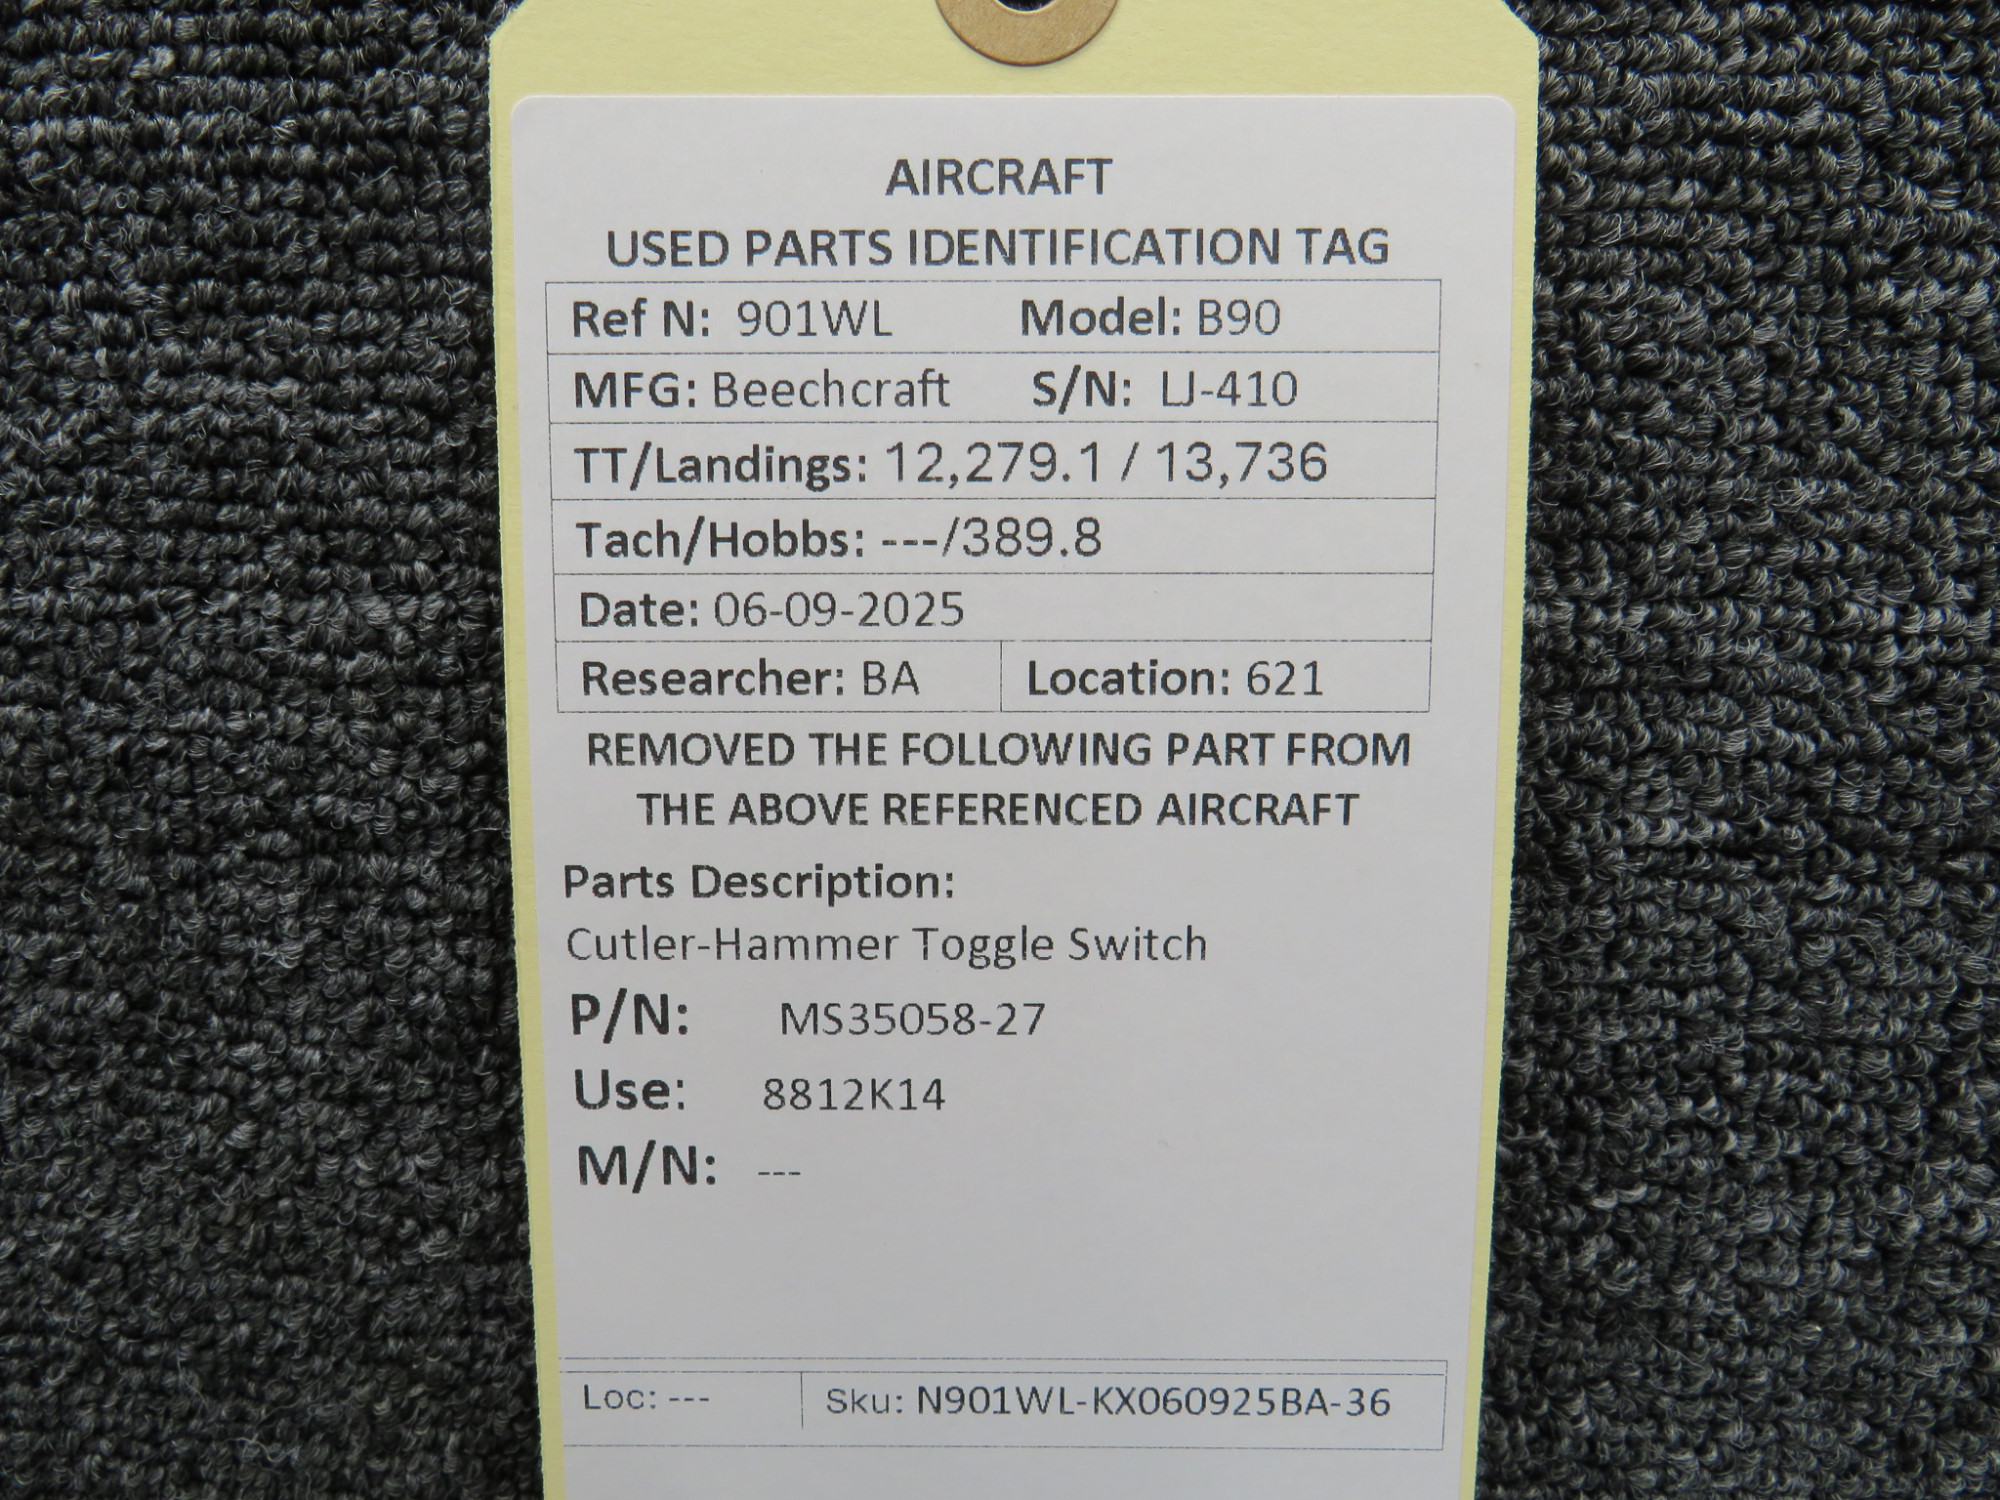 AIRCRAFT
USED PARTS IDENTIFICATION TAG
Ref N: 901WL Model: B90
MFG: Beechcraft S/N: LJ-410
TT/Landings: 12,279.1 / 13,736
Tach/Hobbs: ---/389.8
Date: 06-09-2025
Researcher: BA Location: 621
REMOVED THE FOLLOWING PART FROM
THE ABOVE REFERENCED AIRCRAFT
Parts Description:
Cutler-Hammer Toggle Switch
P/N: MS35058-27
Use: 8812K14
M/N: ---
Loc: --- Sku: N901WL-KX060925BA-36